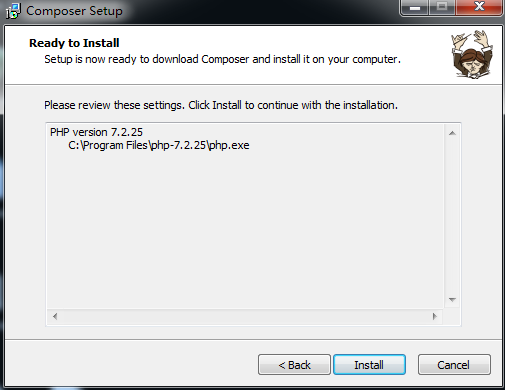 Composer Setup
Ready to Install
Setup is now ready to download Composer and install it on your computer.
Please review these settings. Click Install to continue with the installation.
PHP version 7.2.25
C:\Program Files\php-7.2.25\php.exe
< Back
Install
Cancel